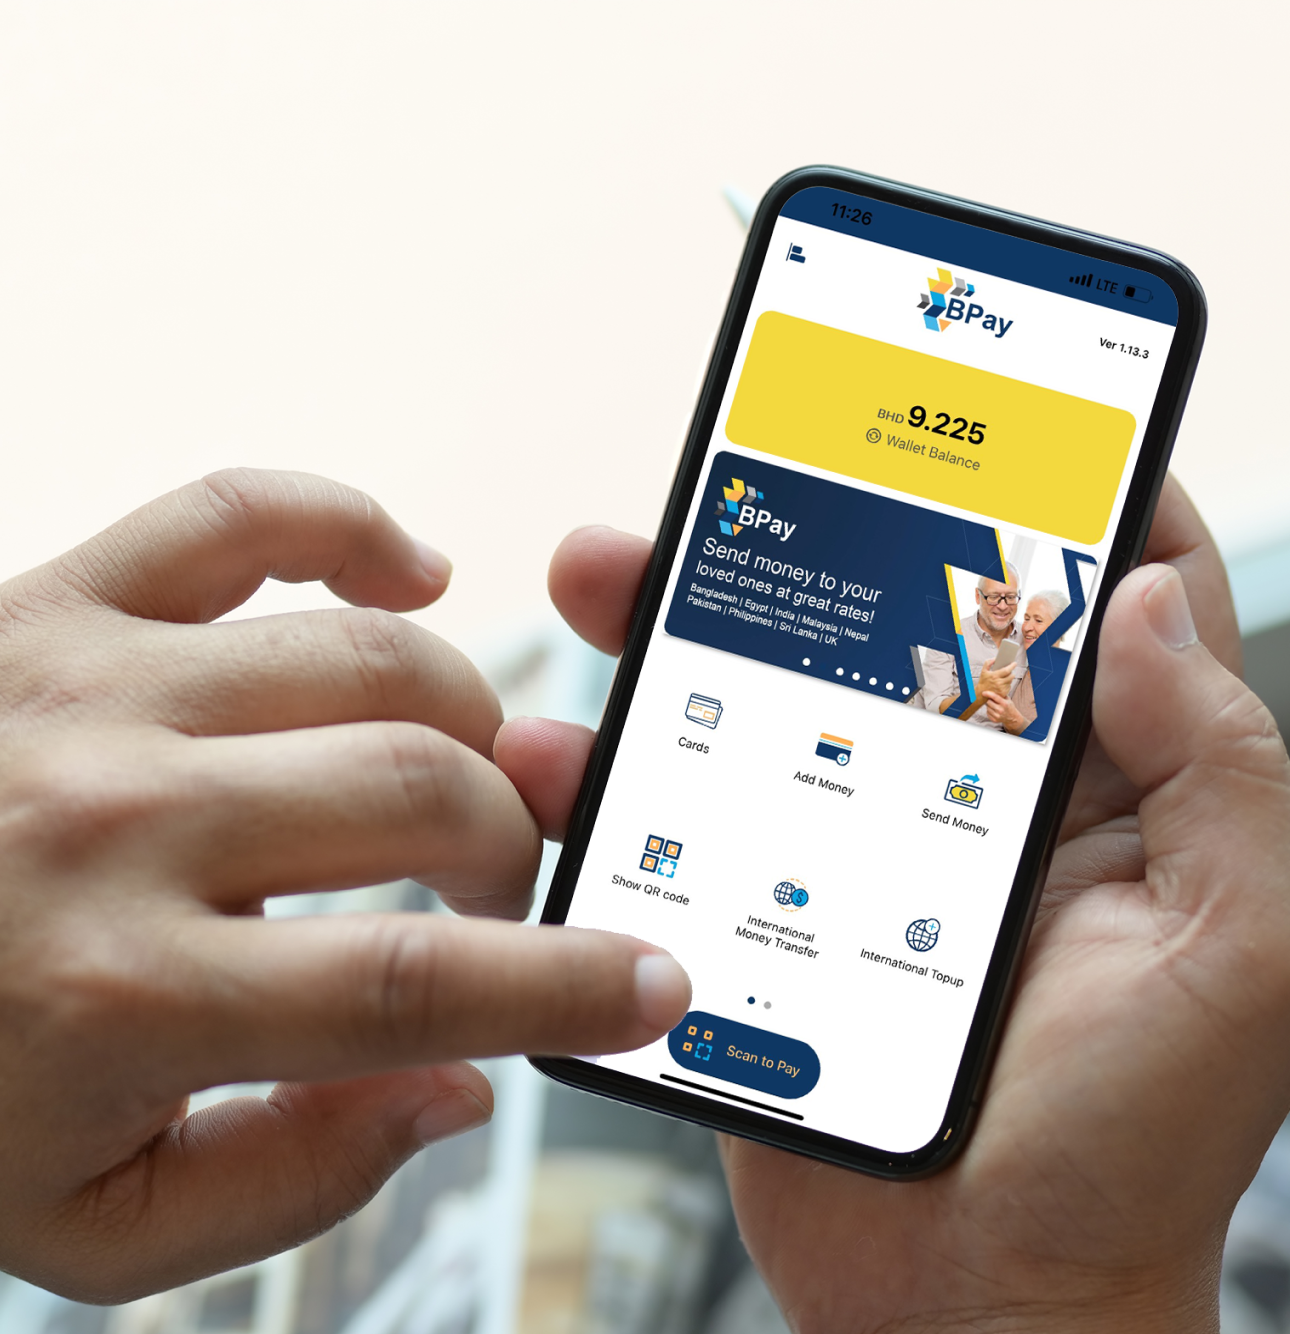 11:26
LTE
BPay
Ver 1.13.3
BHD 9.225
Wallet Balance
BPay
Send money to your
loved ones at great rates!
Bangladesh | Egypt | India | Malaysia | Nepal
Pakistan | Philippines | Sri Lanka | UK
Cards
Add Money
Send Money
Show QR code
International
Money Transfer
International Topup
Scan to Pay